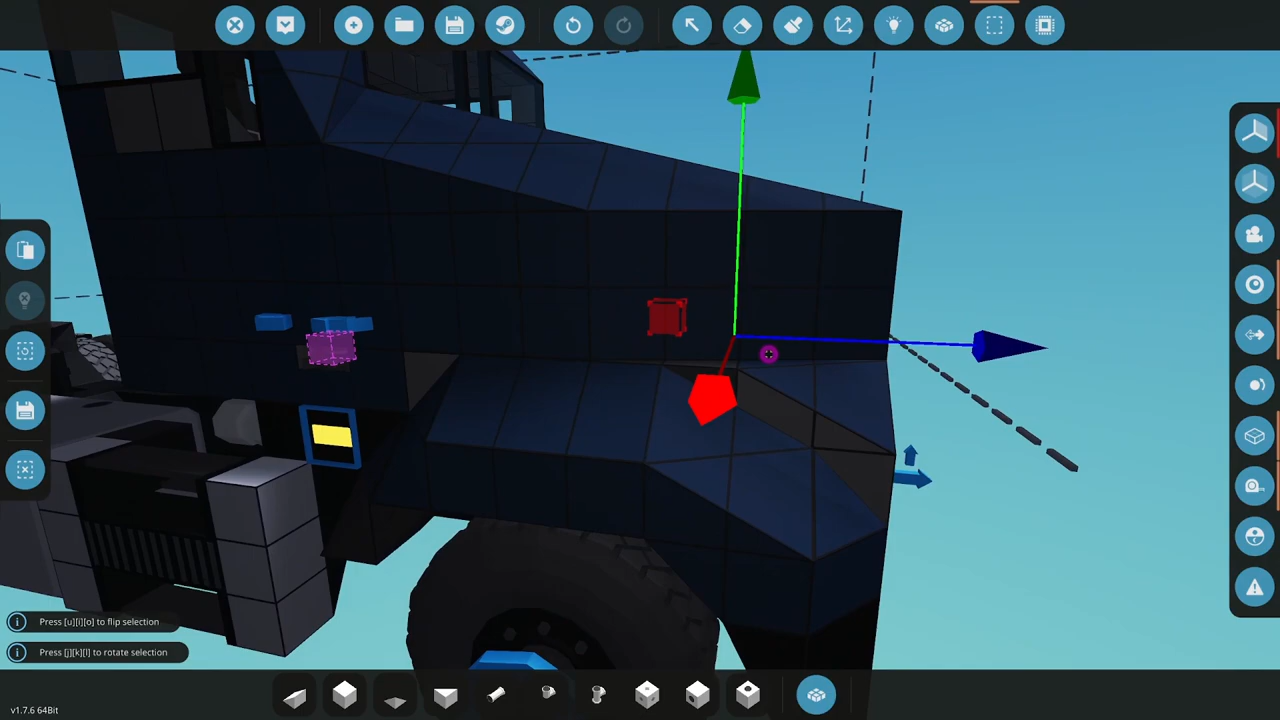 Press [u][i][o] to flip selection
Press [j][k][l] to rotate selection
v1.7.6 64Bit